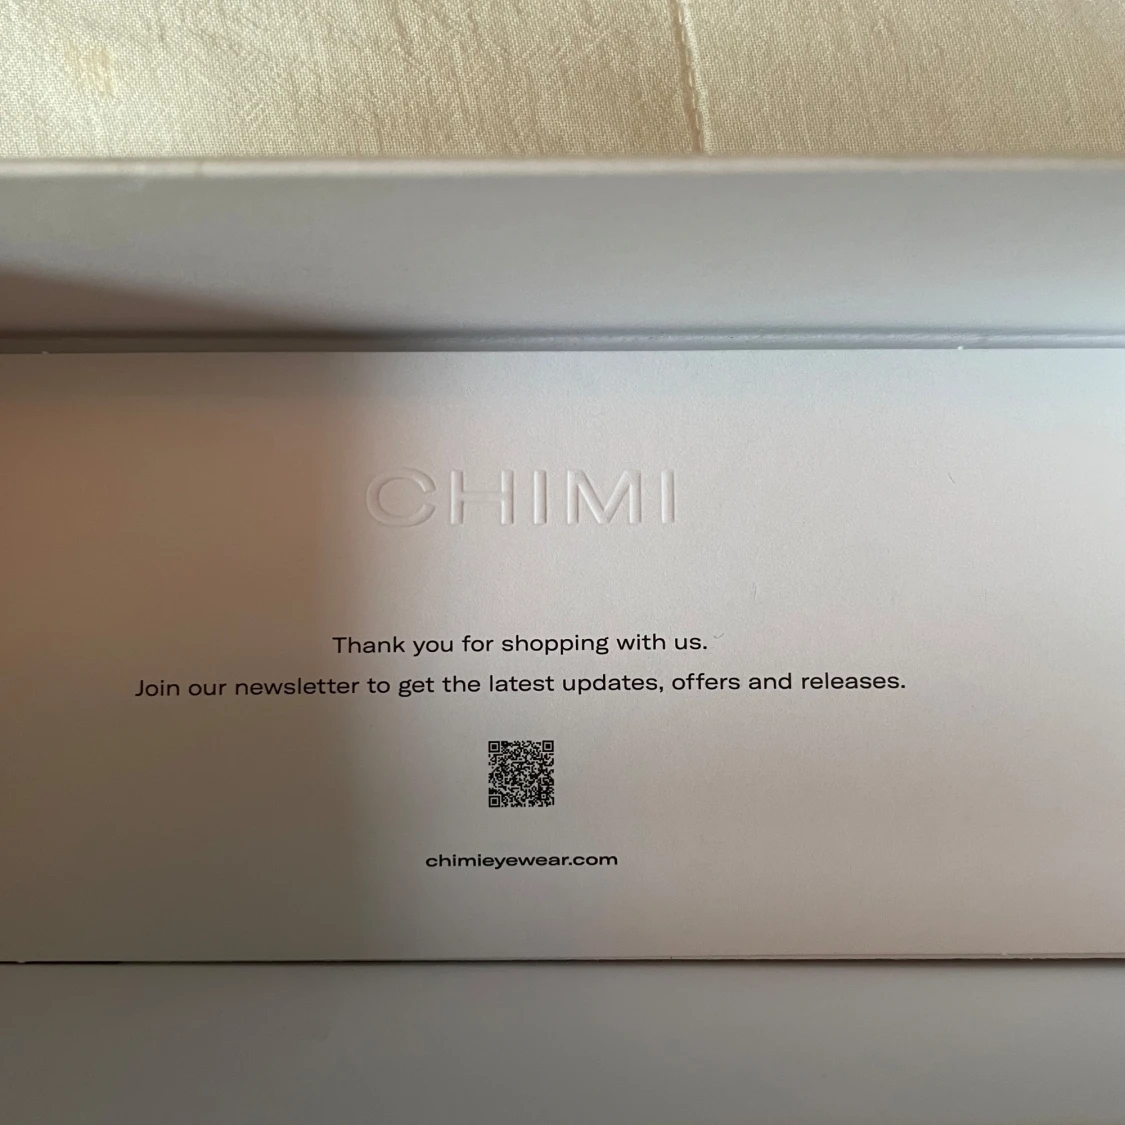 CHIMI
Thank you for shopping with us.
Join our newsletter to get the latest updates, offers and releases.
chimieyewear.com